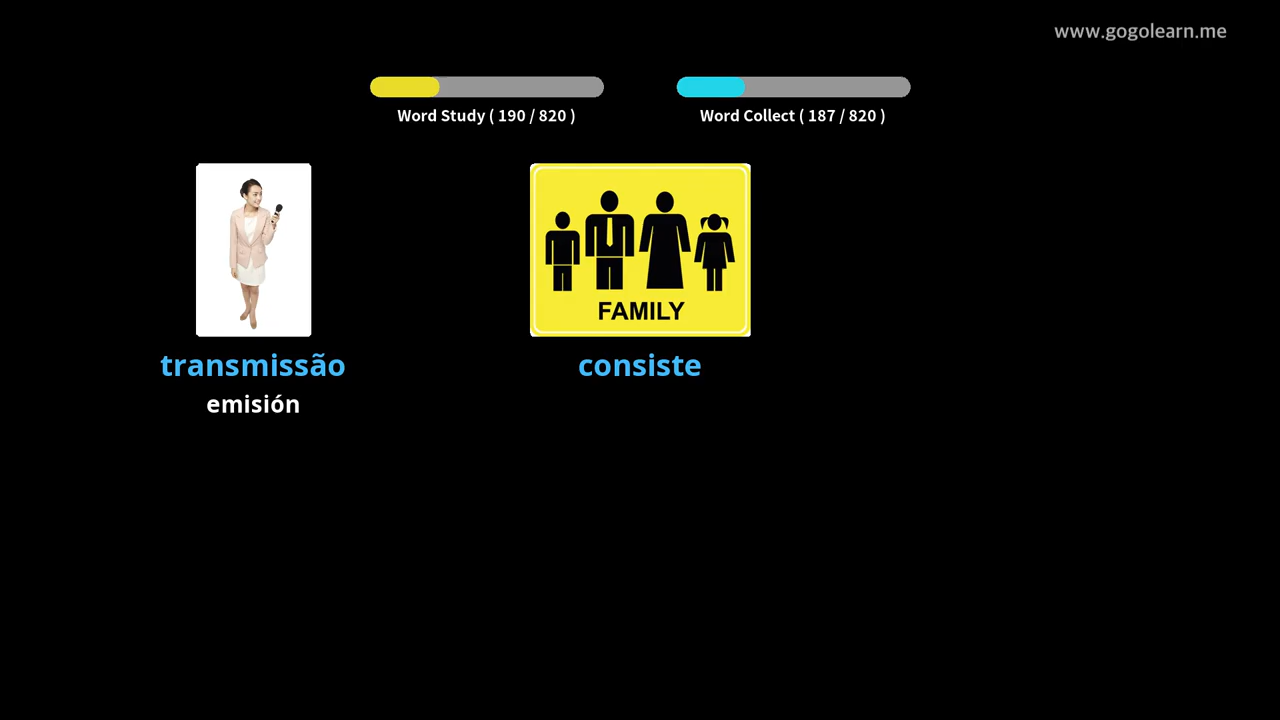 www.gogolearn.me
Word Study ( 190 / 820 )
Word Collect ( 187 / 820 )
FAMILY
transmissão
consiste
emisión